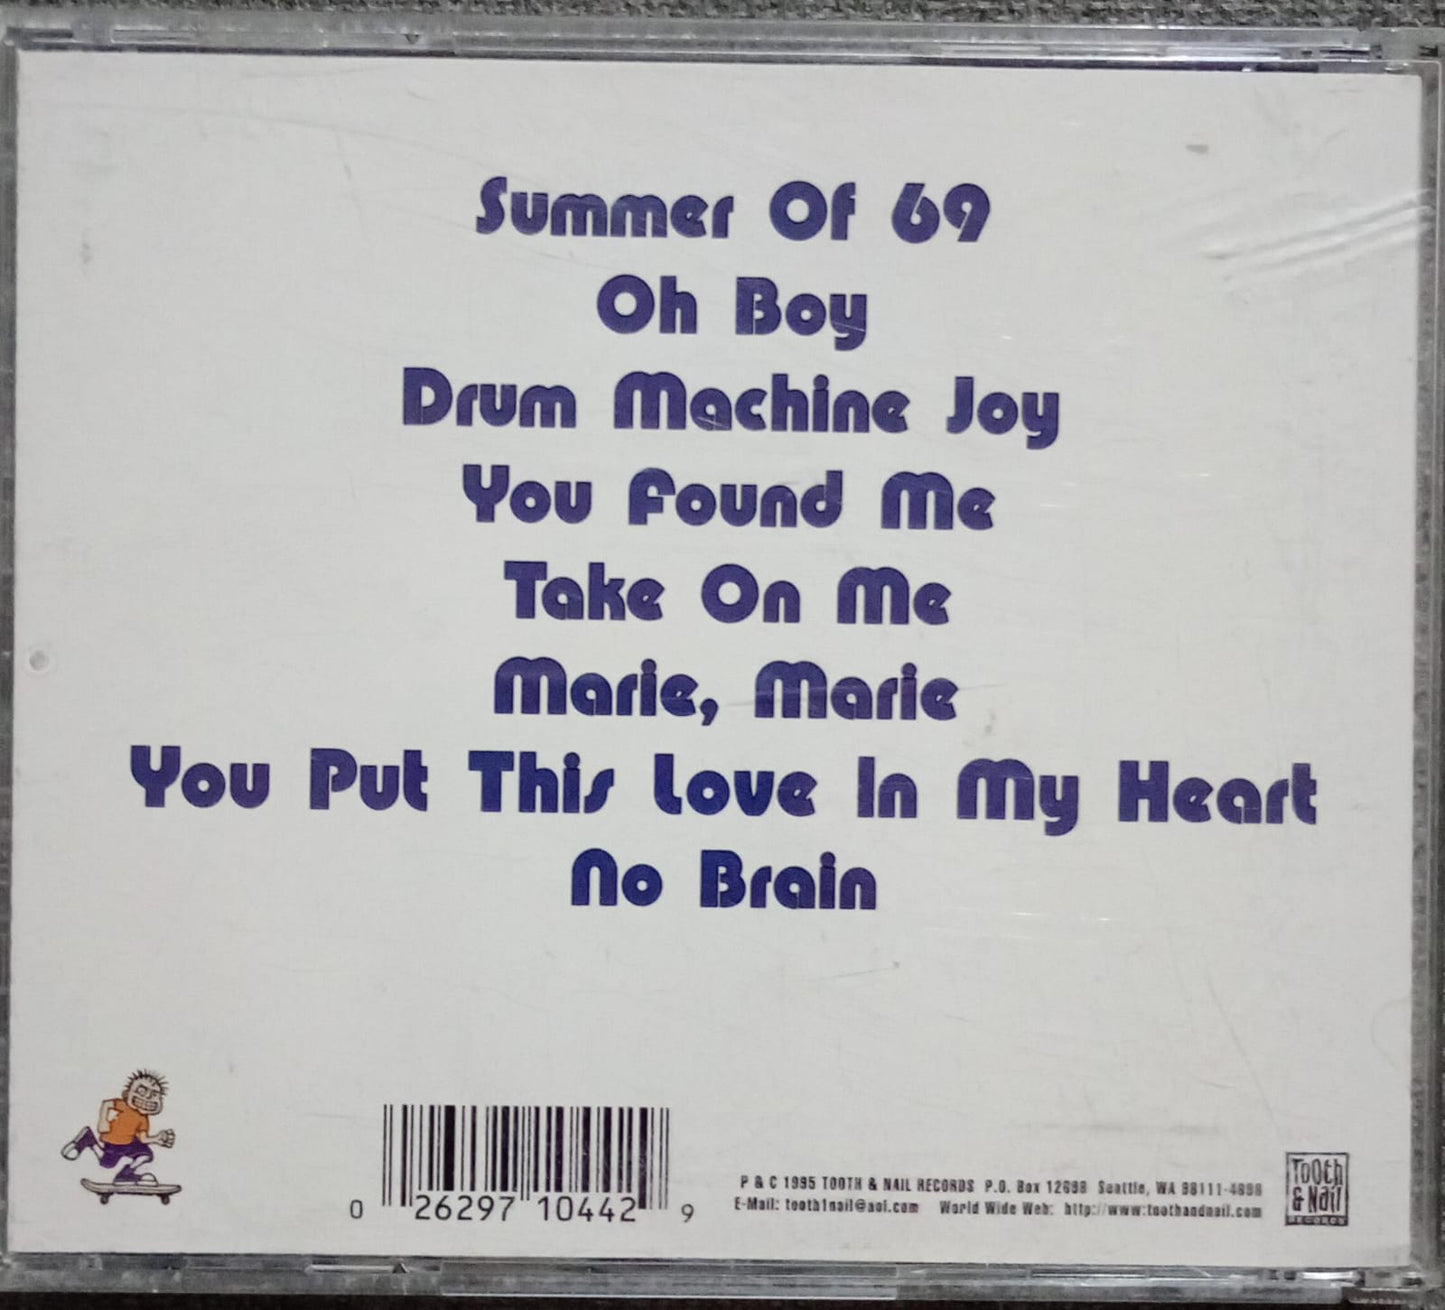 Summer Of 69
Oh Boy
Drum Machine Joy
You Found Me
Take On Me
Marie, Marie
You Put This Love In My Heart
No Brain
0 26297 10442 9
P & C 1995 TOOTH & NAIL RECORDS P.O. Box 12698 Seattle, WA 98111-4698
E-Mail: tooth1nail@aol.com World Wide Web: http://www:toothandnail.com
TOOth
& Nail
RECORDS